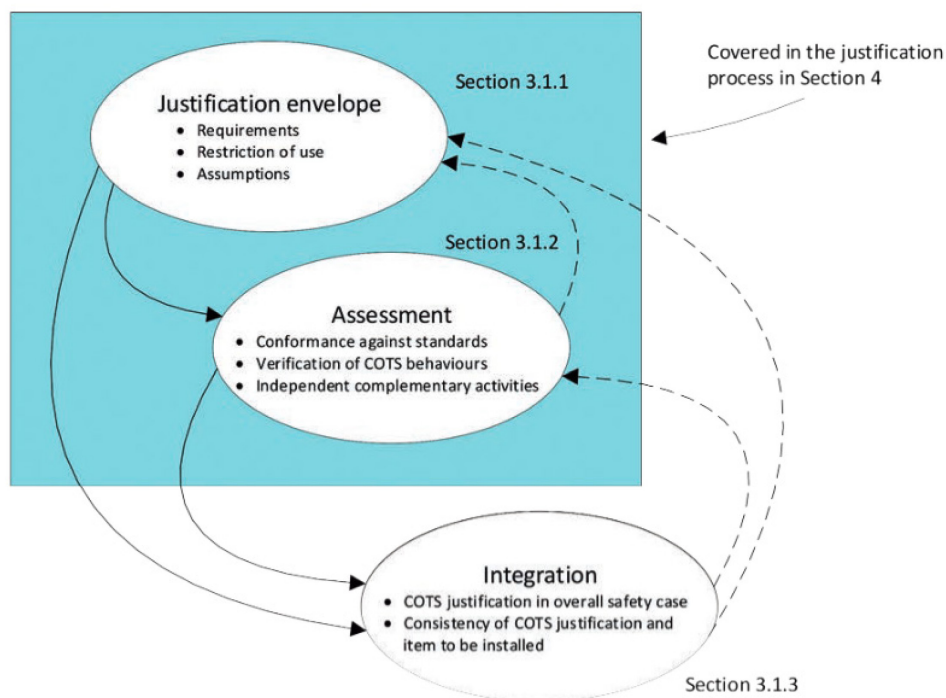 Covered in the justification
process in Section 4
Section 3.1.1
Justification envelope
• Requirements
• Restriction of use
• Assumptions
Section 3.1.2
Assessment
• Conformance against standards
• Verification of COTS behaviours
• Independent complementary activities
Integration
• COTS justification in overall safety case
• Consistency of COTS justification and
item to be installed
Section 3.1.3